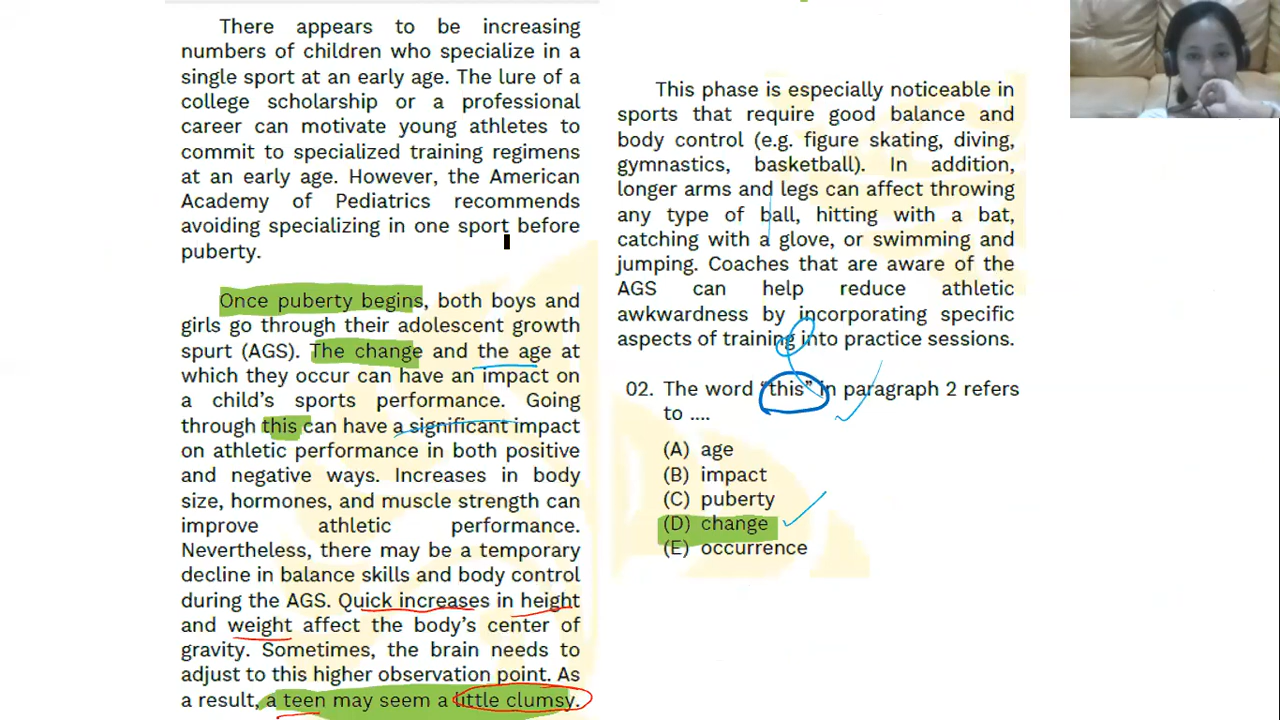 There appears to be increasing
numbers of children who specialize in a
single sport at an early age. The lure of a
college scholarship or a professional
career can motivate young athletes to
commit to specialized training regimens
at an early age. However, the American
Academy of Pediatrics recommends
avoiding specializing in one sport before
puberty.
Once puberty begins, both boys and
girls go through their adolescent growth
spurt (AGS). The change and the age at
which they occur can have an impact on
a child's sports performance. Going
through this can have a significant impact
on athletic performance in both positive
and negative ways. Increases in body
size, hormones, and muscle strength can
improve athletic performance.
Nevertheless, there may be a temporary
decline in balance skills and body control
during the AGS. Quick increases in height
and weight affect the body's center of
gravity. Sometimes, the brain needs to
adjust to this higher observation point. As
a result, a teen may seem a little clumsy.
This phase is especially noticeable in
sports that require good balance and
body control (e.g. figure skating, diving,
gymnastics, basketball). In addition,
longer arms and legs can affect throwing
any type of ball, hitting with a bat,
catching with a glove, or swimming and
jumping. Coaches that are aware of the
AGS can help reduce athletic
awkwardness by incorporating specific
aspects of training into practice sessions.
02. The word "this" in paragraph 2 refers
to ....
(A) age
(B) impact
(C) puberty
(D) change
(E) occurrence